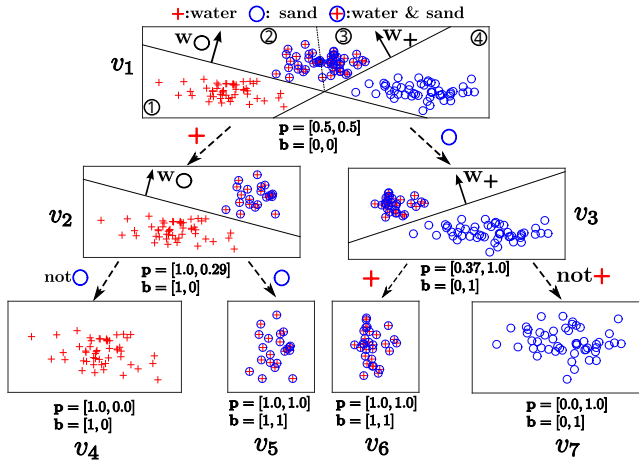 +:water O: sand ⊕:water & sand
w○ ② ③ w+ ④
v1
①
p = [0.5, 0.5]
b = [0, 0]
+ ○
w○ w+
v2 v3
p = [1.0, 0.29]
b = [1, 0]
p = [0.37, 1.0]
b = [0, 1]
not○ ○ + not+
p = [1.0, 0.0]
b = [1, 0]
p = [1.0, 1.0]
b = [1, 1]
p = [1.0, 1.0]
b = [1, 1]
p = [0.0, 1.0]
b = [0, 1]
v4 v5 v6 v7